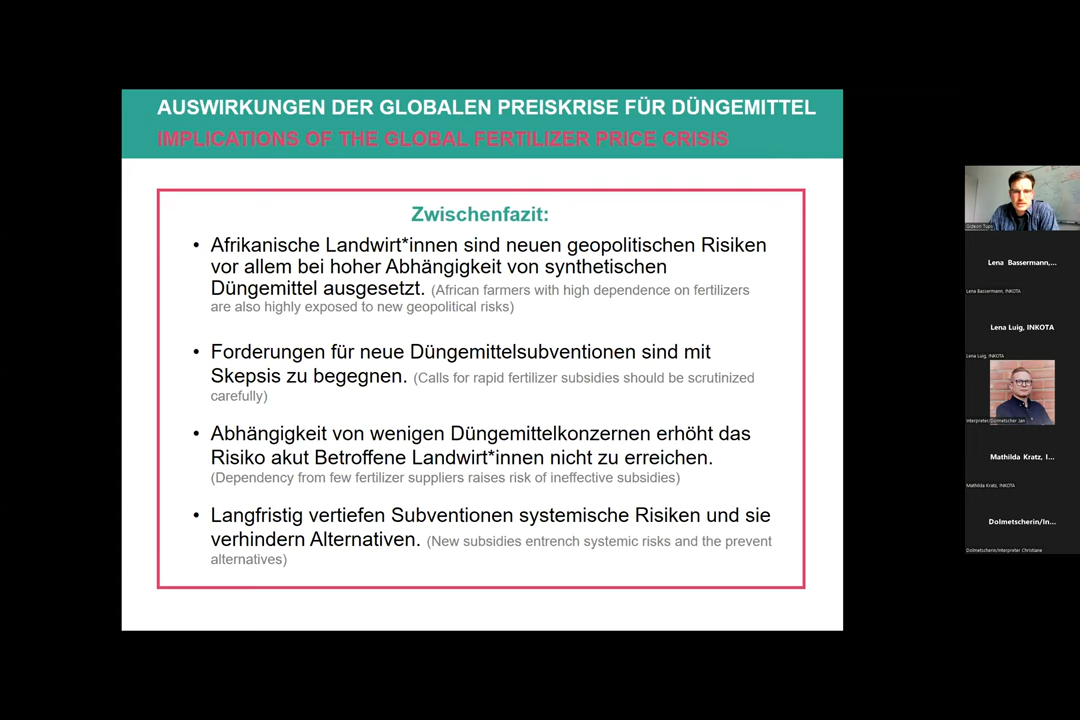 AUSWIRKUNGEN DER GLOBALEN PREISKRISE FÜR DÜNGEMITTEL
IMPLICATIONS OF THE GLOBAL FERTILIZER PRICE CRISIS
Zwischenfazit:
• Afrikanische Landwirt*innen sind neuen geopolitischen Risiken
vor allem bei hoher Abhängigkeit von synthetischen
Düngemittel ausgesetzt. (African farmers with high dependence on fertilizers
are also highly exposed to new geopolitical risks)
• Forderungen für neue Düngemittelsubventionen sind mit
Skepsis zu begegnen. (Calls for rapid fertilizer subsidies should be scrutinized
carefully)
• Abhängigkeit von wenigen Düngemittelkonzernen erhöht das
Risiko akut Betroffene Landwirt*innen nicht zu erreichen.
(Dependency from few fertilizer suppliers raises risk of ineffective subsidies)
• Langfristig vertiefen Subventionen systemische Risiken und sie
verhindern Alternativen. (New subsidies entrench systemic risks and the prevent
alternatives)
Lena Bassermann,...
Lena Bassermann, INKOTA
Lena Luig, INKOTA
Lena Luig, INKOTA
Interpreter/Dolmetscher Jan
Mathilda Kratz, I...
Mathilda Kratz, INKOTA
Dolmetscherin/In...
Dolmetscherin/Interpreter Christiane